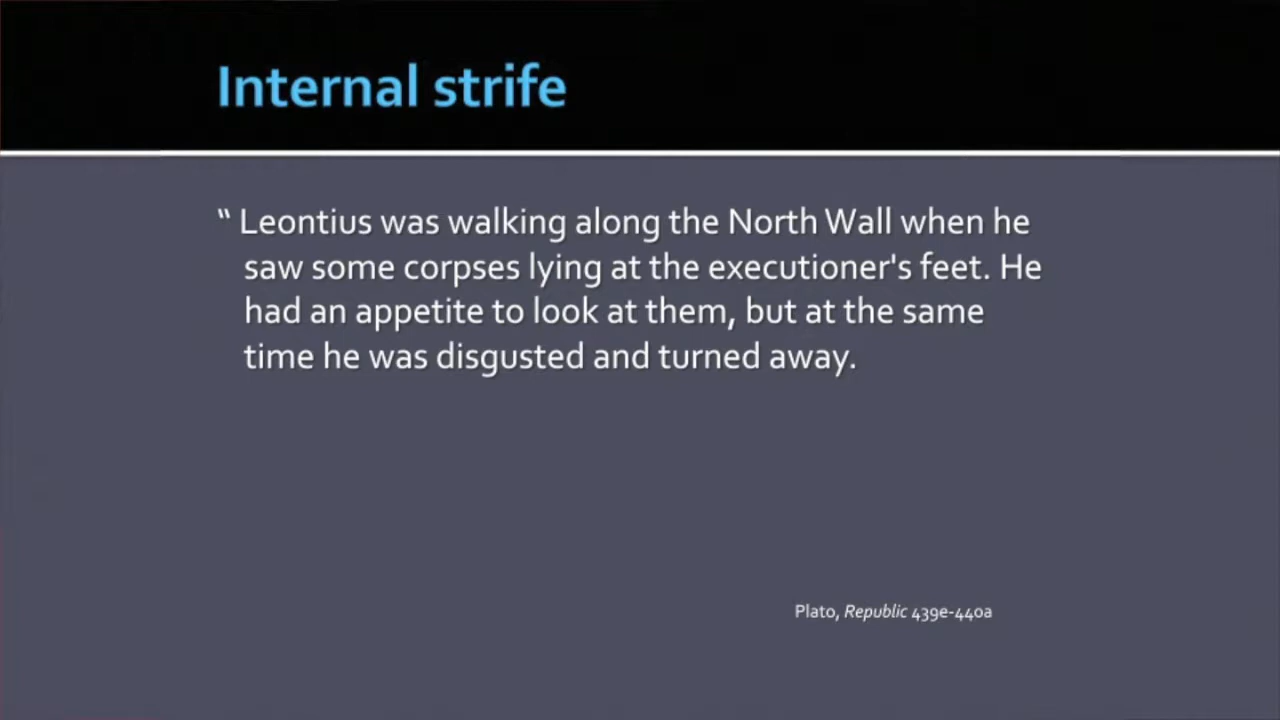 Internal strife
“ Leontius was walking along the North Wall when he
saw some corpses lying at the executioner's feet. He
had an appetite to look at them, but at the same
time he was disgusted and turned away.
Plato, Republic 439e-440a